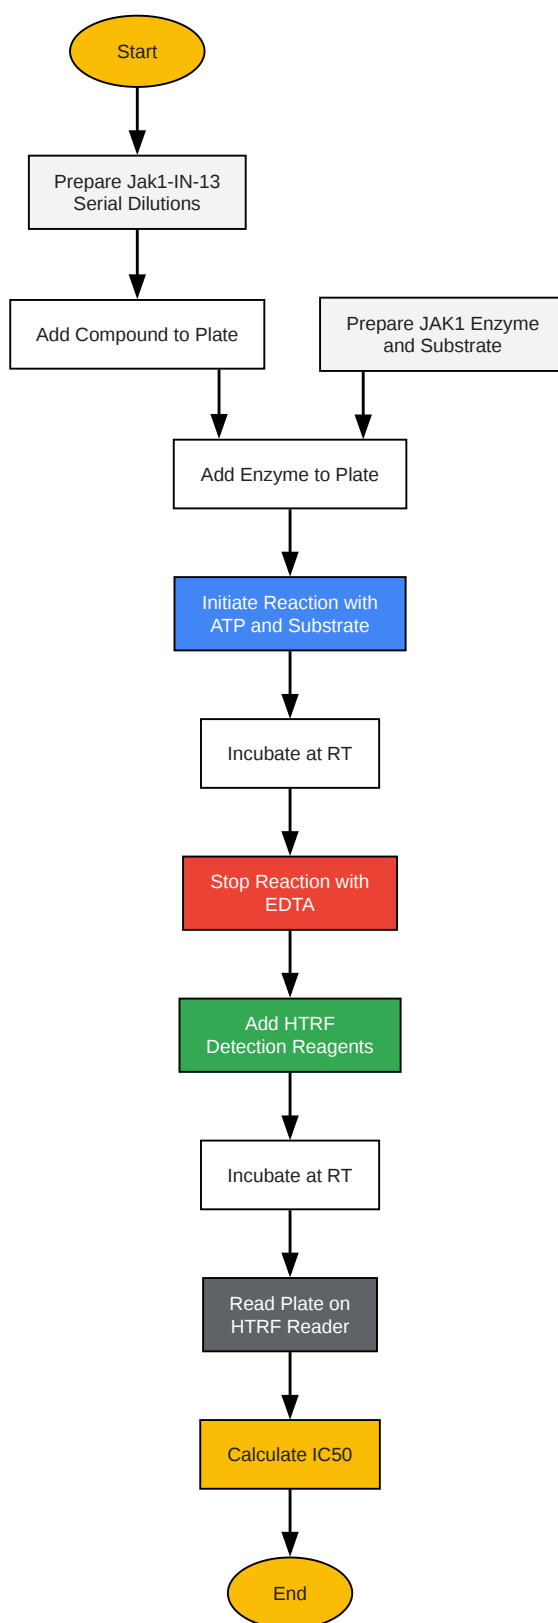 Start
Prepare Jak1-IN-13
Serial Dilutions
Add Compound to Plate
Prepare JAK1 Enzyme
and Substrate
Add Enzyme to Plate
Initiate Reaction with
ATP and Substrate
Incubate at RT
Stop Reaction with
EDTA
Add HTRF
Detection Reagents
Incubate at RT
Read Plate on
HTRF Reader
Calculate IC50
End